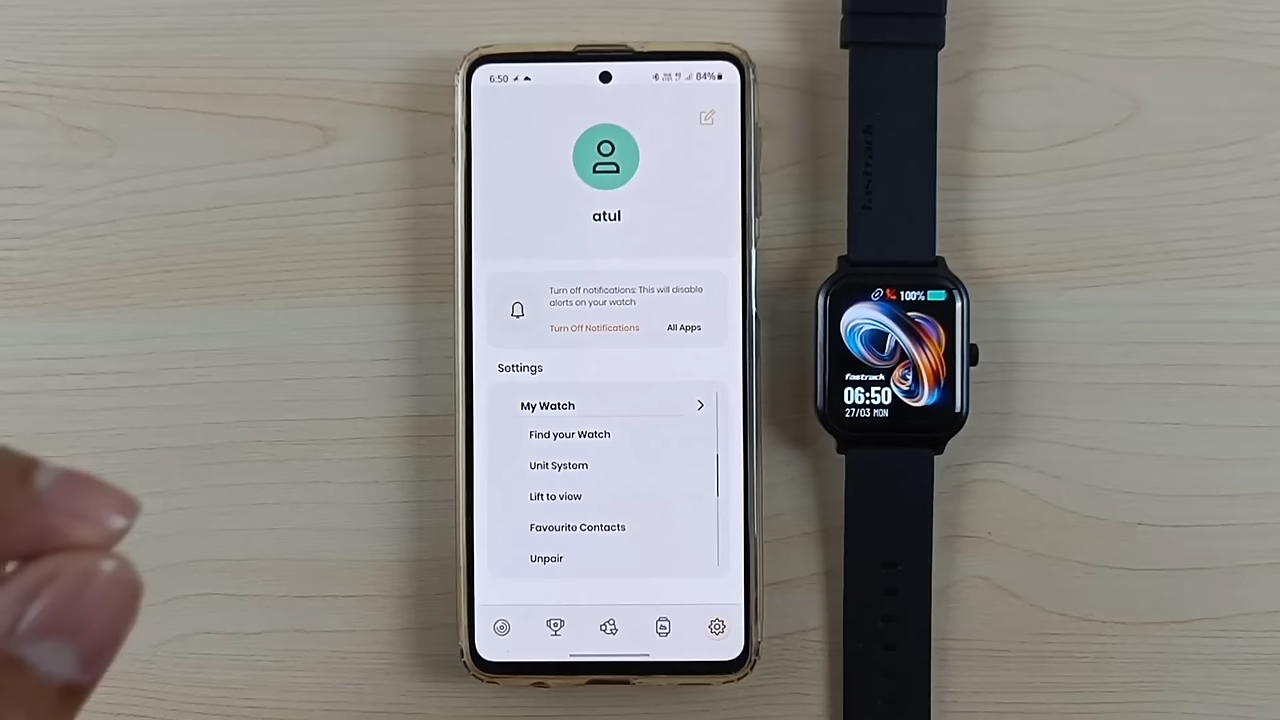 6:50
84%
atul
Turn off notifications: This will disable
alerts on your watch
Turn Off Notifications
All Apps
Settings
My Watch
Find your Watch
Unit System
Lift to view
Favourite Contacts
Unpair
fastrack
100%
fastrack
06:50
27/03 MON